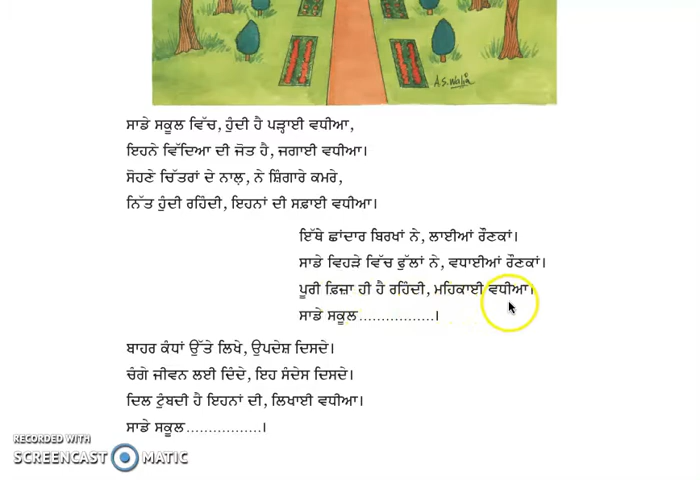 A.S. Walia
ਸਾਡੇ ਸਕੂਲ ਵਿੱਚ, ਹੁੰਦੀ ਹੈ ਪੜ੍ਹਾਈ ਵਧੀਆ,
ਇਹਨੇ ਵਿੱਦਿਆ ਦੀ ਜੋਤ ਹੈ, ਜਗਾਈ ਵਧੀਆ।
ਸੋਹਣੇ ਚਿੱਤਰਾਂ ਦੇ ਨਾਲ਼, ਨੇ ਸ਼ਿੰਗਾਰੇ ਕਮਰੇ,
ਨਿੱਤ ਹੁੰਦੀ ਰਹਿੰਦੀ, ਇਹਨਾਂ ਦੀ ਸਫ਼ਾਈ ਵਧੀਆ।
ਇੱਥੇ ਛਾਂਦਾਰ ਬਿਰਖਾਂ ਨੇ, ਲਾਈਆਂ ਰੌਣਕਾਂ।
ਸਾਡੇ ਵਿਹੜੇ ਵਿੱਚ ਫੁੱਲਾਂ ਨੇ, ਵਧਾਈਆਂ ਰੌਣਕਾਂ।
ਪੂਰੀ ਫ਼ਿਜ਼ਾ ਹੀ ਹੈ ਰਹਿੰਦੀ, ਮਹਿਕਾਈ ਵਧੀਆ।
ਸਾਡੇ ਸਕੂਲ.................।
ਬਾਹਰ ਕੰਧਾਂ ਉੱਤੇ ਲਿਖੇ, ਉਪਦੇਸ਼ ਦਿਸਦੇ।
ਚੰਗੇ ਜੀਵਨ ਲਈ ਦਿੰਦੇ, ਇਹ ਸੰਦੇਸ ਦਿਸਦੇ।
ਦਿਲ ਟੁੰਬਦੀ ਹੈ ਇਹਨਾਂ ਦੀ, ਲਿਖਾਈ ਵਧੀਆ।
ਸਾਡੇ ਸਕੂਲ.................।
RECORDED WITH
SCREENCAST MATIC